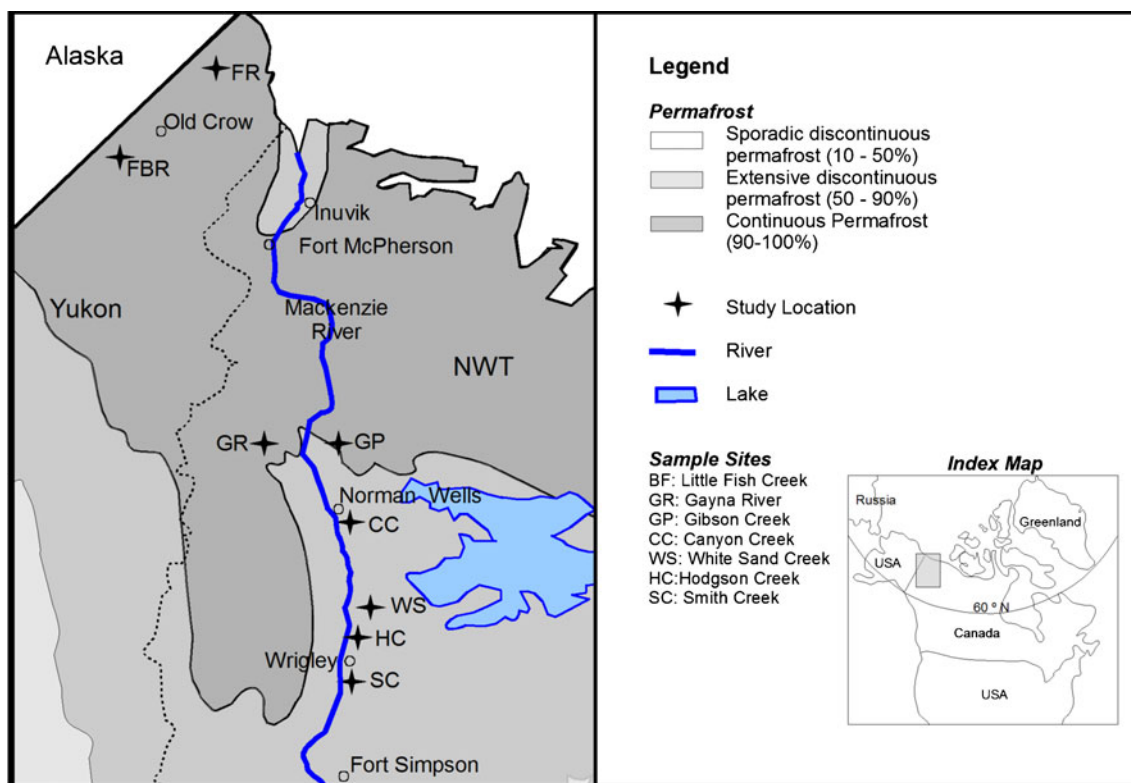 Alaska
FR
Old Crow
FBR
Inuvik
Fort McPherson
Yukon
Mackenzie
River
NWT
GR
GP
Norman Wells
CC
WS
HC
Wrigley
SC
Fort Simpson
Legend
Permafrost
Sporadic discontinuous
permafrost (10 - 50%)
Extensive discontinuous
permafrost (50 - 90%)
Continuous Permafrost
(90-100%)
Study Location
River
Lake
Sample Sites
BF: Little Fish Creek
GR: Gayna River
GP: Gibson Creek
CC: Canyon Creek
WS: White Sand Creek
HC:Hodgson Creek
SC: Smith Creek
Index Map
Russia
Greenland
USA
60 º N
Canada
USA